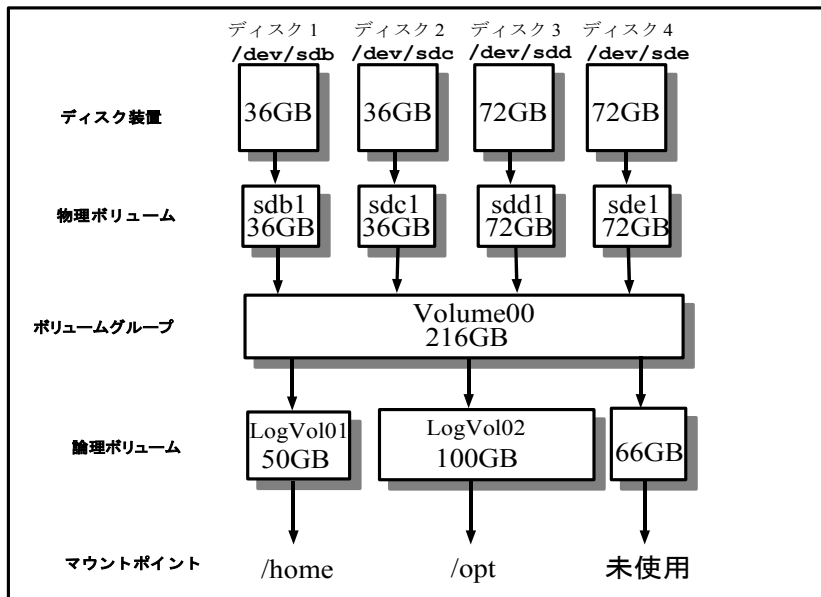 ディスク1 ディスク2 ディスク3 ディスク4
/dev/sdb /dev/sdc /dev/sdd /dev/sde
ディスク装置 36GB 36GB 72GB 72GB
物理ボリューム
sdb1 sdc1 sdd1 sde1
36GB 36GB 72GB 72GB
ボリュームグループ
Volume00
216GB
論理ボリューム
LogVol01 LogVol02
50GB 100GB 66GB
マウントポイント /home /opt 未使用